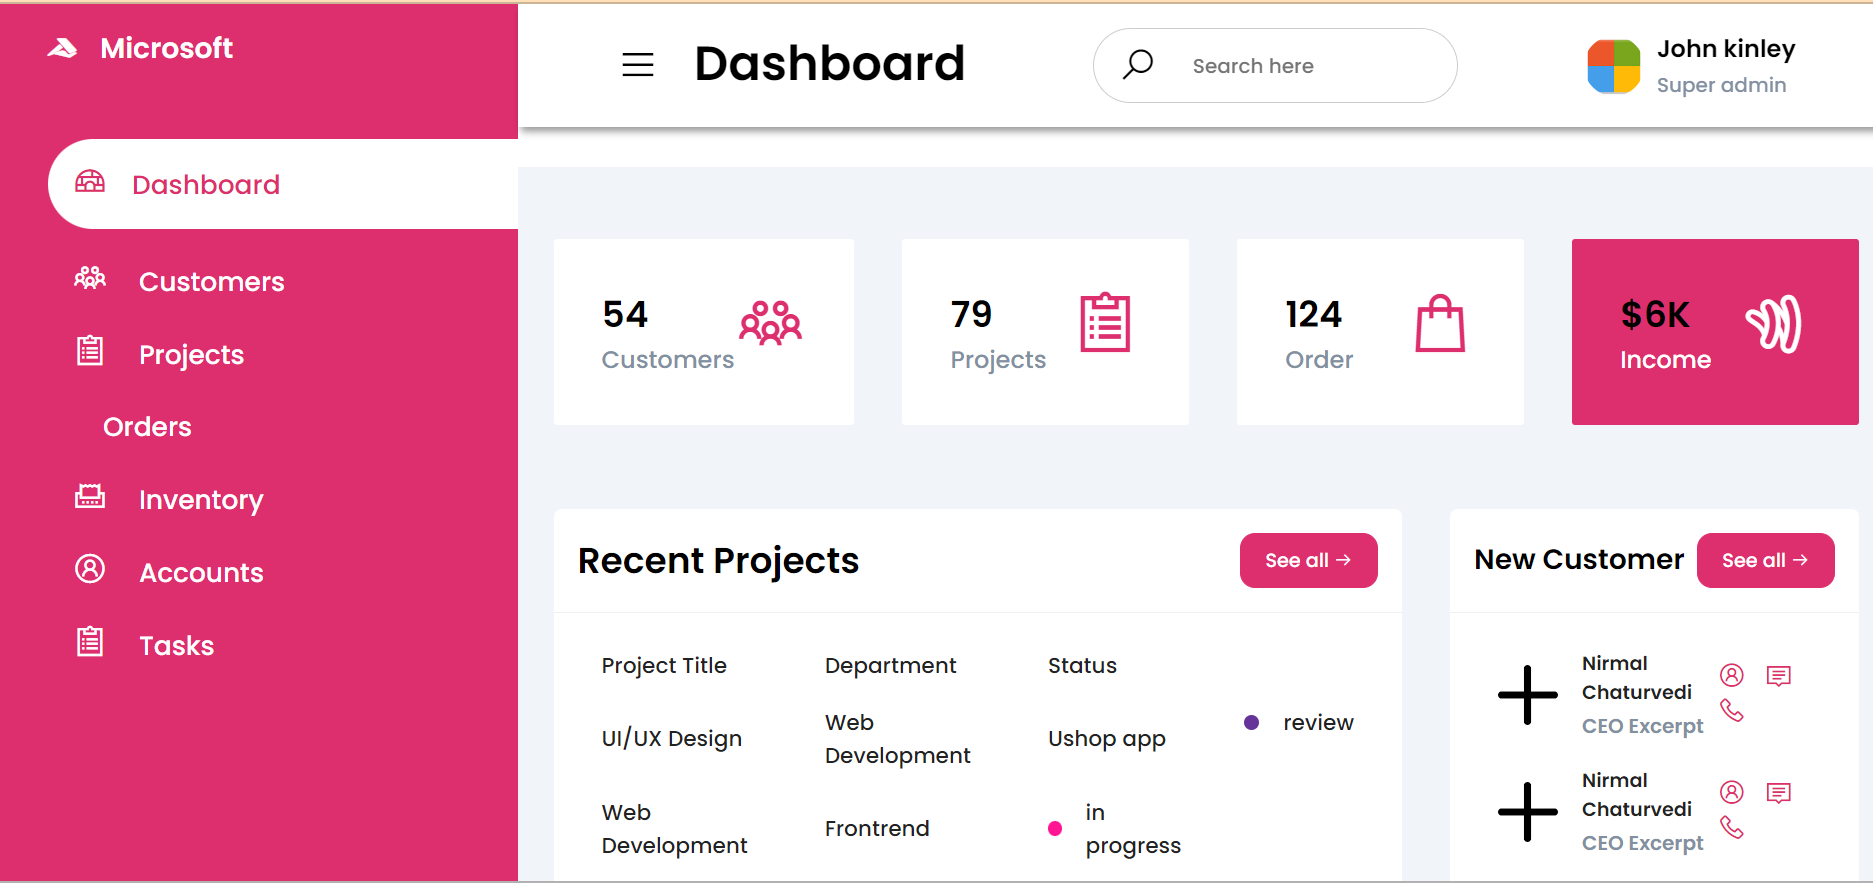 Microsoft
Dashboard
Customers
Projects
Orders
Inventory
Accounts
Tasks
Dashboard
Search here
John kinley
Super admin
54
Customers
79
Projects
124
Order
$6K
Income
Recent Projects
See all →
Project Title Department Status
UI/UX Design
Web
Development
Ushop app
review
Web
Development
Frontrend
in
progress
New Customer
See all →
Nirmal
Chaturvedi
CEO Excerpt
Nirmal
Chaturvedi
CEO Excerpt